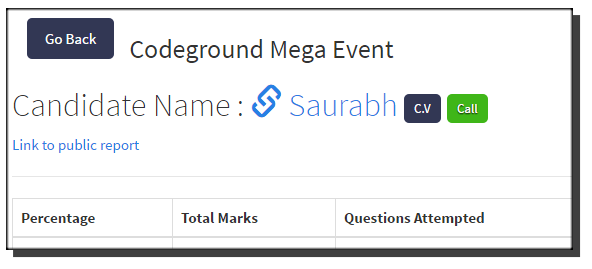 Go Back
Codeground Mega Event
Candidate Name : Saurabh C.V Call
Link to public report
Percentage Total Marks Questions Attempted